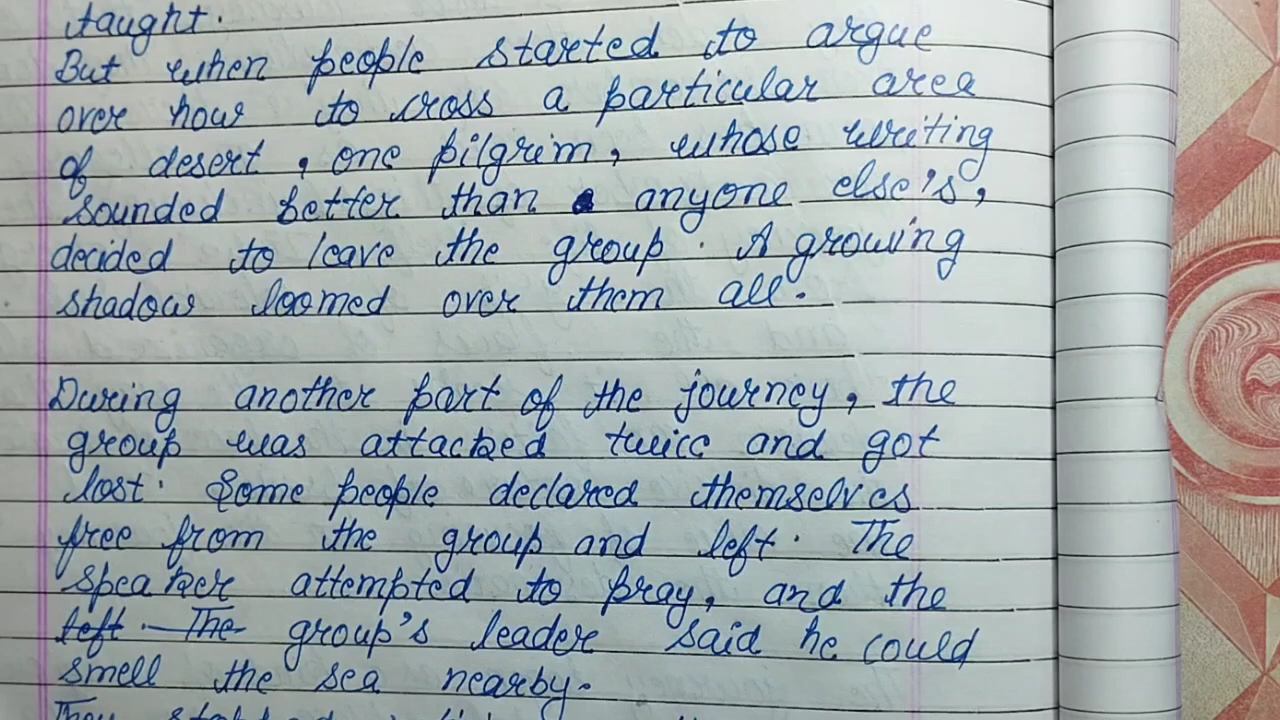 taught.
But when people started to argue
over how to cross a particular area
of desert, one pilgrim, whose writing
sounded better than anyone else's,
decided to leave the group. A growing
shadow loomed over them all.
During another part of the journey, the
group was attacked twice and got
lost. Some people declared themselves
free from the group and left. The
speaker attempted to pray, and the
left. The group's leader said he could
smell the sea nearby.
They